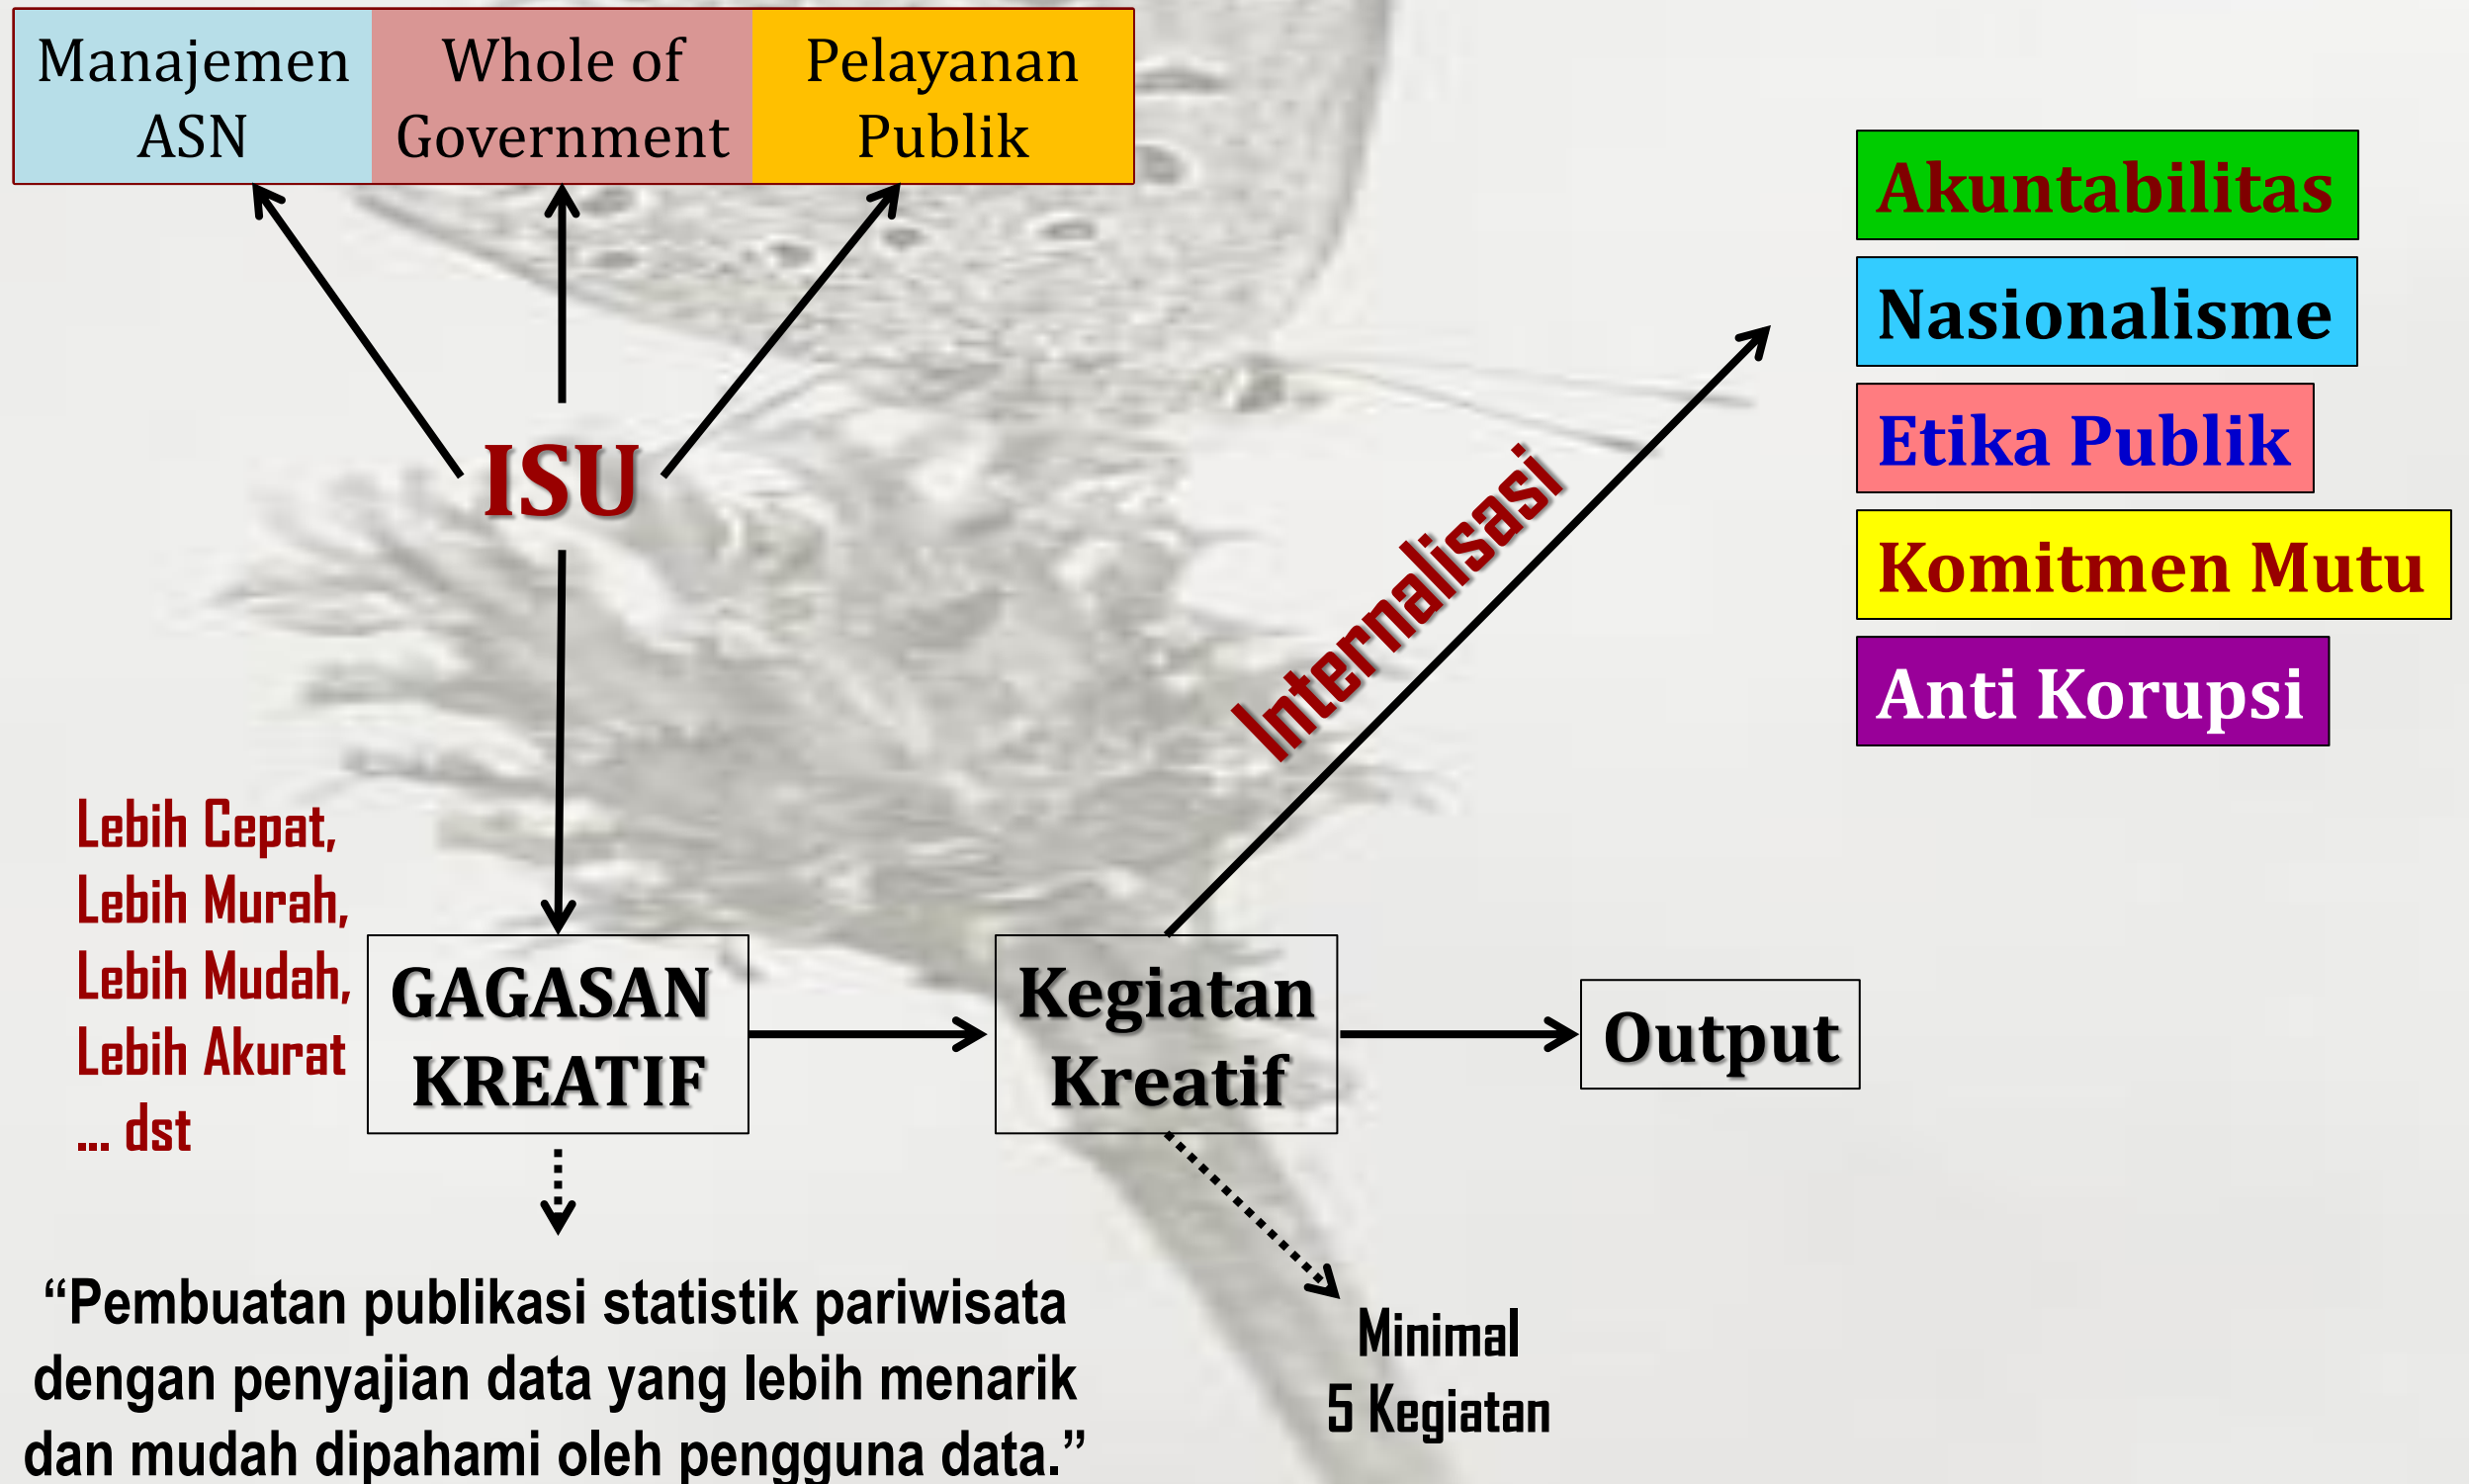 Manajemen
ASN
Whole of
Government
Pelayanan
Publik
Akuntabilitas
Nasionalisme
Etika Publik
Komitmen Mutu
Anti Korupsi
ISU
Internalisasi
Lebih Cepat,
Lebih Murah,
Lebih Mudah,
Lebih Akurat
... dst
GAGASAN
KREATIF
Kegiatan
Kreatif
Output
“Pembuatan publikasi statistik pariwisata
dengan penyajian data yang lebih menarik
dan mudah dipahami oleh pengguna data.”
Minimal
5 Kegiatan